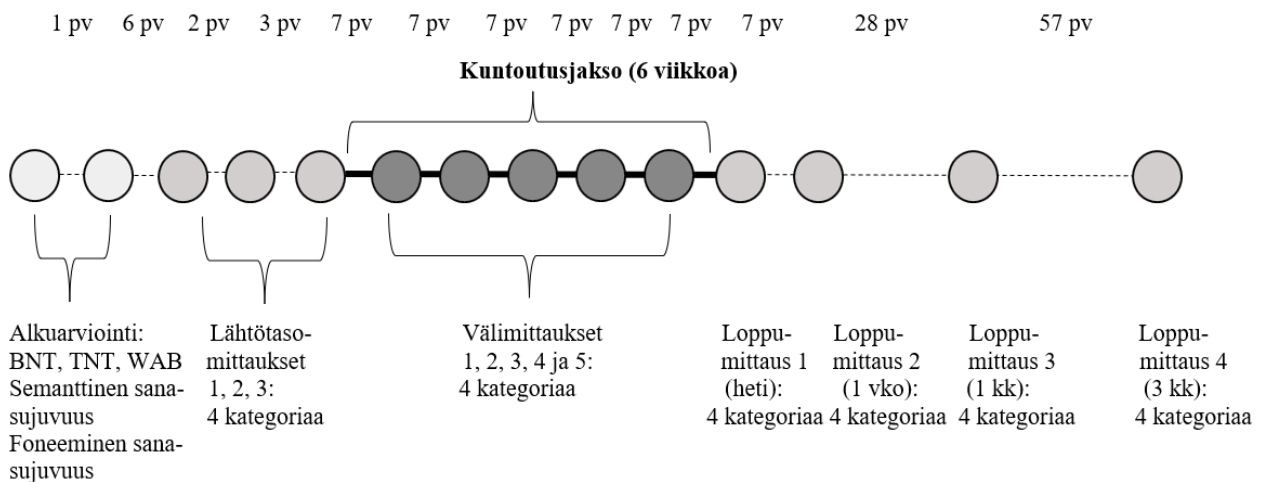 1 pv 6 pv 2 pv 3 pv 7 pv 7 pv 7 pv 7 pv 7 pv 7 pv 7 pv 28 pv 57 pv
Kuntoutusjakso (6 viikkoa)
Alkuarviointi:
BNT, TNT, WAB
Semanttinen sana-
sujuvuus
Foneeminen sana-
sujuvuus
Lähtötaso-
mittaukset
1, 2, 3:
4 kategoriaa
Välimittaukset
1, 2, 3, 4 ja 5:
4 kategoriaa
Loppu-
mittaus 1
(heti):
4 kategoriaa
Loppu-
mittaus 2
(1 vko):
4 kategoriaa
Loppu-
mittaus 3
(1 kk):
4 kategoriaa
Loppu-
mittaus 4
(3 kk):
4 kategoriaa